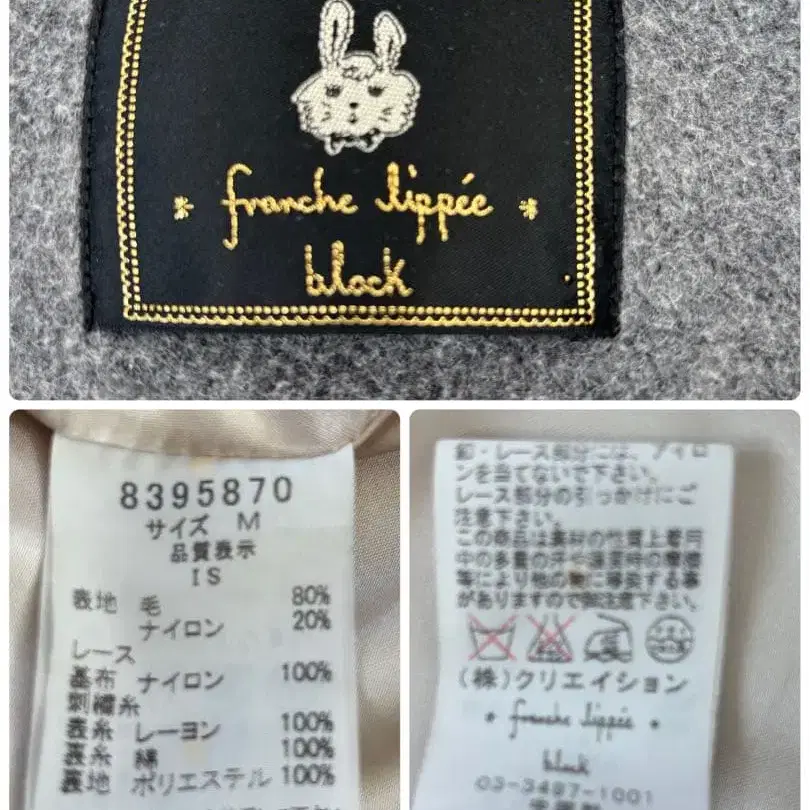 franche lippée
block
8395870
サイズ M
品質表示
IS
表地 毛 80%
ナイロン 20%
レース
基布 ナイロン 100%
刺繍糸
表糸 レーヨン 100%
裏糸 綿 100%
裏地 ポリエステル 100%
釦・レース部分には、アイロ
ンを当てないで下さい。
レース部分の引っかけにご
注意下さい。
この商品は素材の性質上着用
中の多量の汗や
等により他の物に移染する事
がありますので御注意下さい。
(株)クリエイション
franche lippée
block
03-3487-1001